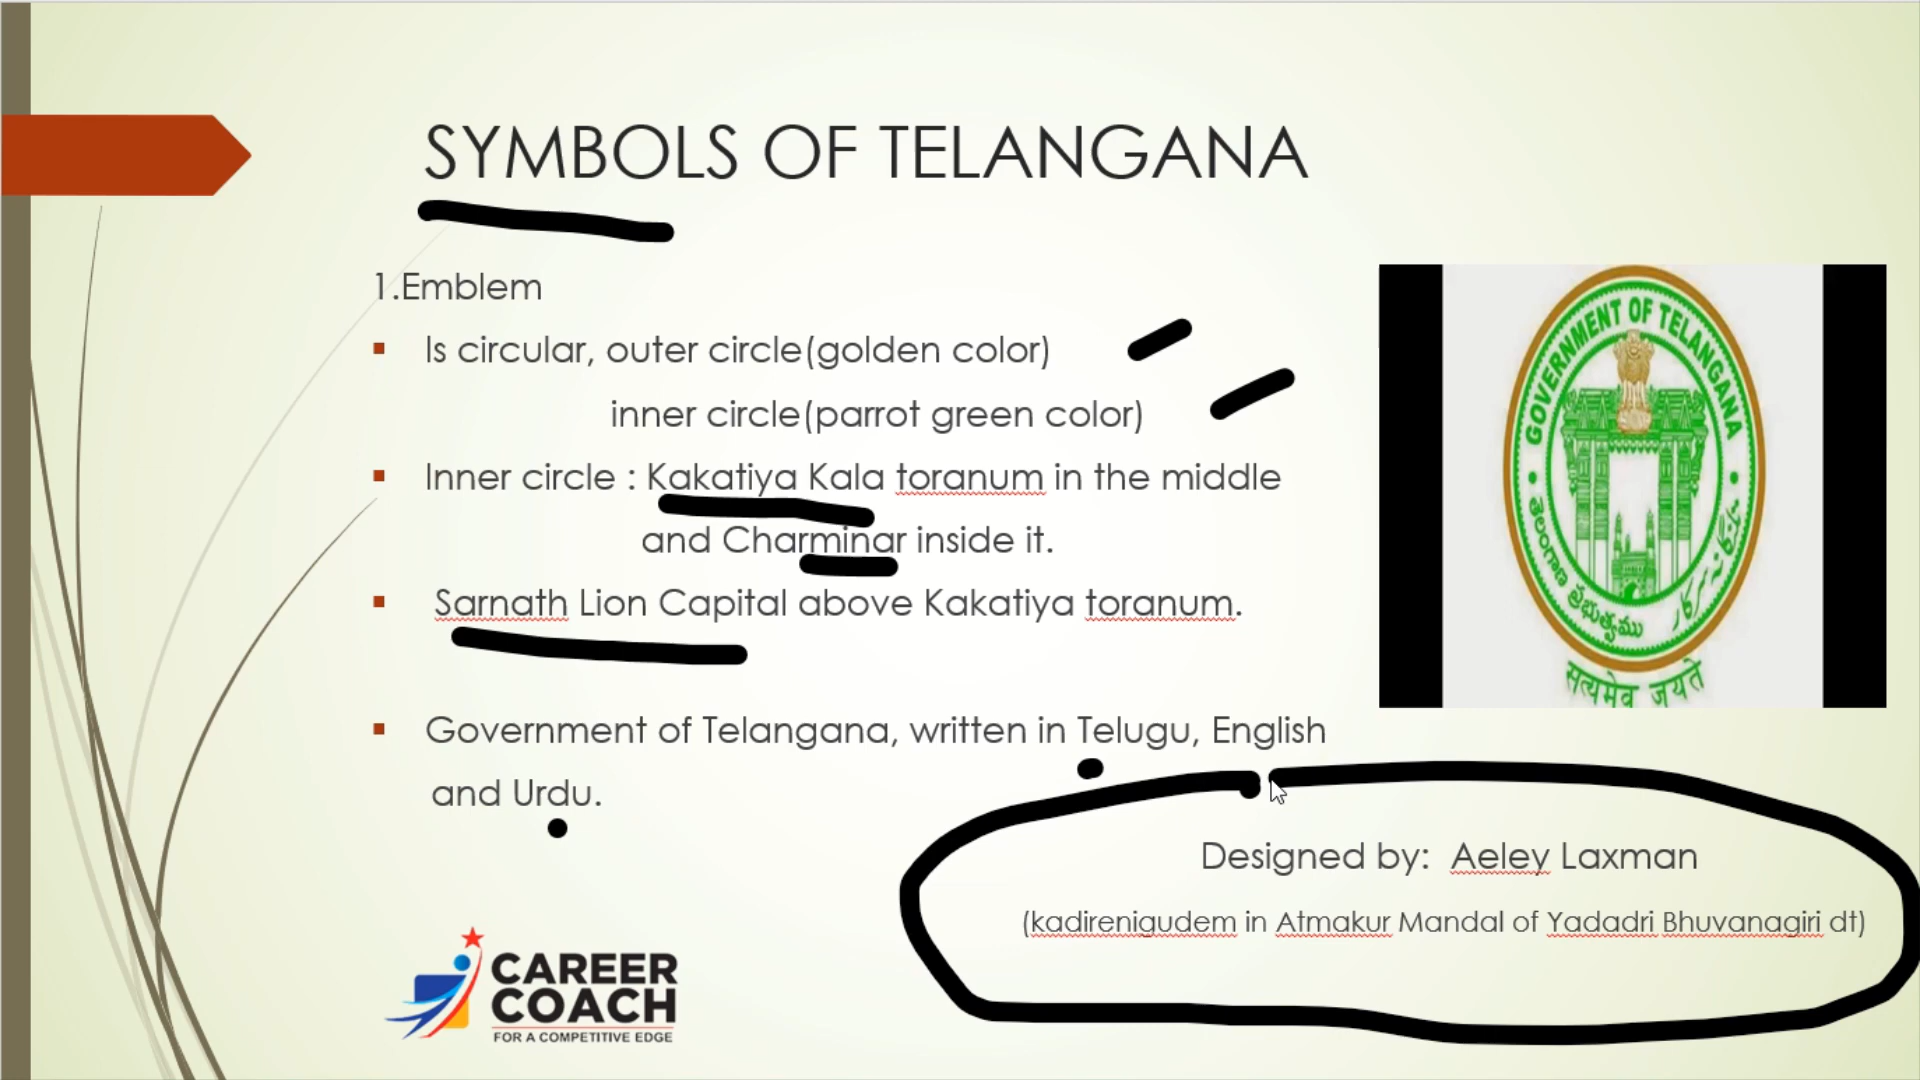 SYMBOLS OF TELANGANA
1.Emblem
Is circular, outer circle(golden color)
inner circle(parrot green color)
Inner circle : Kakatiya Kala toranum in the middle
and Charminar inside it.
Sarnath Lion Capital above Kakatiya toranum.
Government of Telangana, written in Telugu, English
and Urdu.
GOVERNMENT OF TELANGANA
తెలంగాణ ప్రభుత్వము
सत्यमेव जयते
Designed by: Aeley Laxman
(kadirenigudem in Atmakur Mandal of Yadadri Bhuvanagiri dt)
CAREER
COACH
FOR A COMPETITIVE EDGE